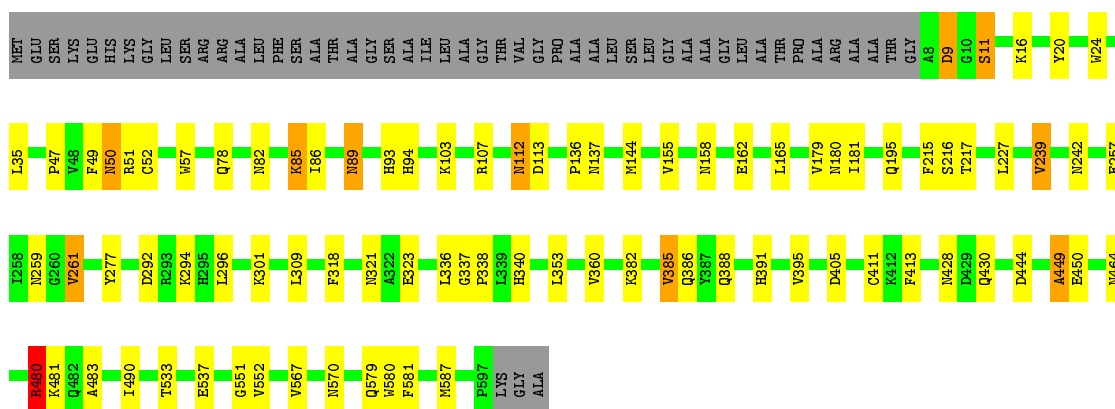 MET GLU SER LYS GLU HIS LYS GLY LEU SER ARG ARG ALA LEU PHE SER ALA THR ALA GLY SER ALA ILE LEU ALA GLY THR VAL GLY PRO ALA ALA LEU SER LEU GLY ALA ALA GLY LEU ALA THR PRO ALA ARG ALA ALA THR GLY A8 D9 G10 S11 K16 Y20 W24
L35 P47 V48 F49 N50 R51 C52 W57 Q78 N82 K85 I86 N89 H93 H94 K103 R107 N112 D113 P136 N137 M144 V155 N158 E162 L165 V179 N180 I181 Q195 F215 S216 T217 L227 V239 N242
I258 N259 G260 V261 Y277 D292 R293 K294 H295 L296 K301 L309 F318 N321 A322 E323 L336 G337 P338 L339 H340 L353 V360 K382 V385 Q386 Y387 Q388 H391 V395 D405 C411 K412 F413 N428 D429 Q430 D444 A449 E450 N464
R480 K481 Q482 A483 I490 T533 E537 G551 V552 V567 N570 Q579 W580 F581 M587 P597 LYS GLY ALA